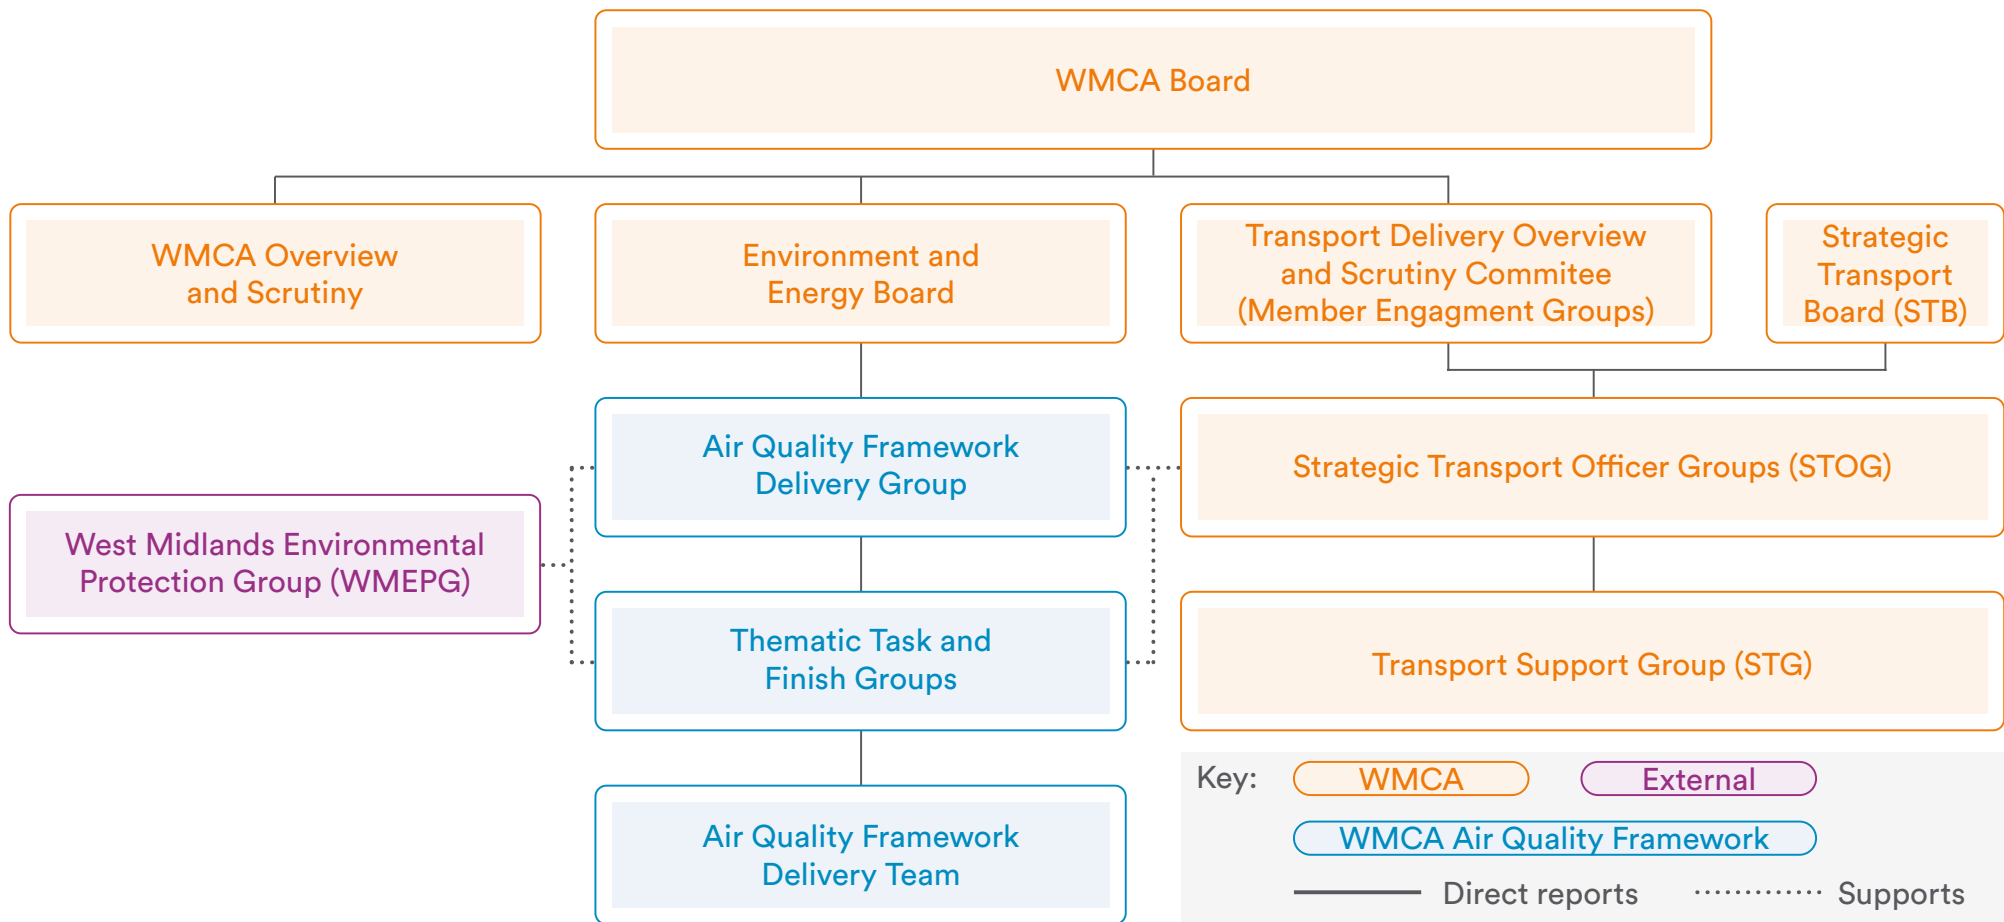 WMCA Board
WMCA Overview
and Scrutiny
Environment and
Energy Board
Transport Delivery Overview
and Scrutiny Commitee
(Member Engagment Groups)
Strategic
Transport
Board (STB)
Air Quality Framework
Delivery Group
Strategic Transport Officer Groups (STOG)
West Midlands Environmental
Protection Group (WMEPG)
Thematic Task and
Finish Groups
Transport Support Group (STG)
Air Quality Framework
Delivery Team
Key:
WMCA
External
WMCA Air Quality Framework
Direct reports
Supports